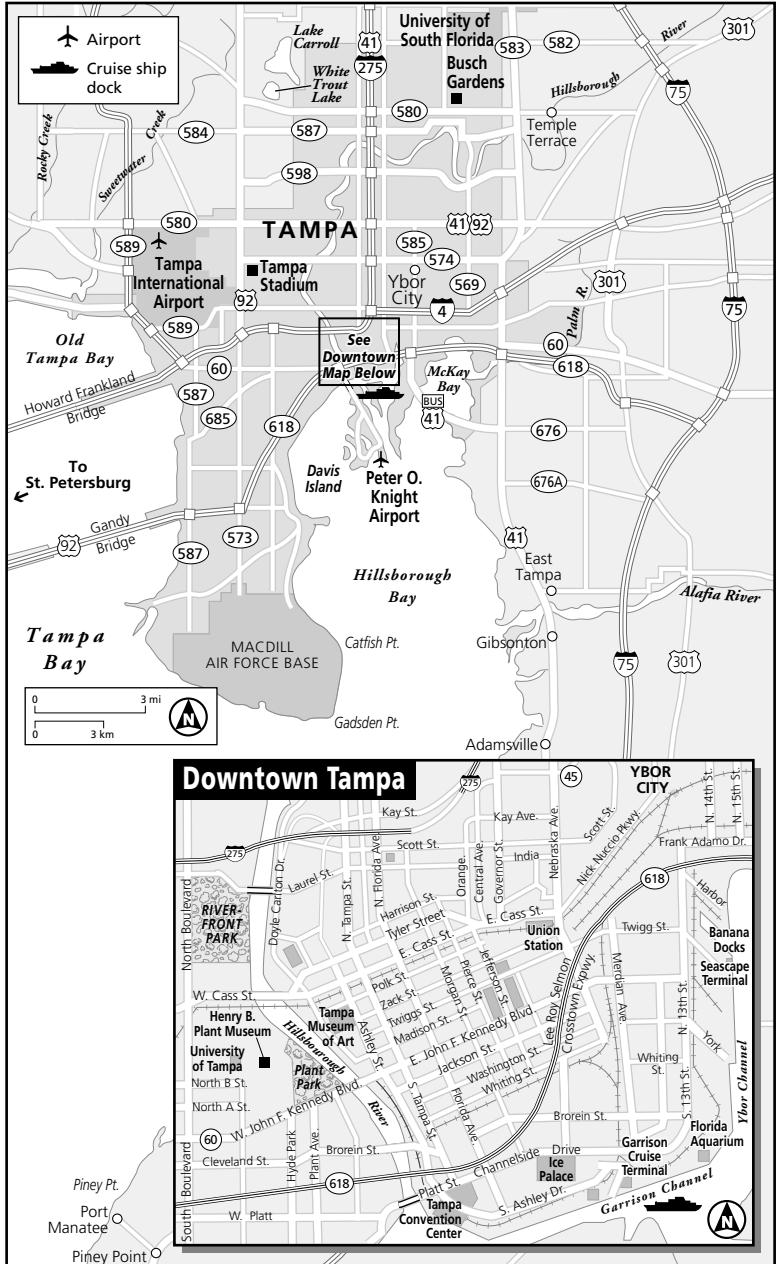 Airport
Cruise ship
dock
Lake
Carroll
White
Trout
Lake
41
275
University of
South Florida
Busch
Gardens
583
582
River
Hillsborough
301
75
Rocky Creek
Sweetwater Creek
584
587
580
Temple
Terrace
598
580
TAMPA
41
92
589
Tampa
International
Airport
Tampa
Stadium
92
585
574
Ybor
City
569
4
301
Palm R.
75
Old
Tampa Bay
589
See
Downtown
Map Below
60
60
618
McKay
Bay
Howard Frankland
Bridge
587
685
618
BUS
41
676
To
St. Petersburg
Davis
Island
Peter O.
Knight
Airport
676A
92
Gandy
Bridge
573
587
41
East
Tampa
Hillsborough
Bay
Alafia River
Tampa
Bay
MACDILL
AIR FORCE BASE
Catfish Pt.
Gibsonton
75
301
0
3 mi
0
3 km
N
Gadsden Pt.
Adamsville
Piney Pt.
Port
Manatee
Piney Point
Downtown Tampa
275
45
YBOR
CITY
N. 14th St.
N. 15th St.
Kay St.
Kay Ave.
Scott St.
Nick Nuccio Pkwy.
Frank Adamo Dr.
275
Scott St.
India
Doyle Carlton Dr.
N. Florida Ave.
Orange.
Central Ave.
Governor St.
Nebraska Ave.
618
Laurel St.
N. Tampa St.
Harbor
North Boulevard
RIVER-
FRONT
PARK
Harrison St.
Tyler Street
E. Cass St.
E. Cass St.
Union
Station
Twigg St.
Banana
Docks
Seascape
Terminal
Polk St.
Zack St.
Twiggs St.
Madison St.
Morgan St.
Pierce St.
Jefferson St.
Lee Roy Selmon
Crosstown Expwy.
Merdian Ave.
N. 13th St.
W. Cass St.
Henry B.
Plant Museum
Tampa
Museum
of Art
Ashley St.
E. John F. Kennedy Blvd.
Jackson St.
Washington St.
Whiting St.
Whiting
St.
York
University
of Tampa
Hillsbourough
River
Plant
Park
North B St.
North A St.
W. John F. Kennedy Blvd.
S. Tampa St.
Florida Ave.
Brorein St.
S. 13th St.
Ybor Channel
60
Cleveland St.
Hyde Park
Plant Ave.
Brorein St.
Channelside Drive
Ice
Palace
Garrison
Cruise
Terminal
Florida
Aquarium
South Boulevard
618
Platt St.
S. Ashley Dr.
Garrison Channel
W. Platt
Tampa
Convention
Center
N